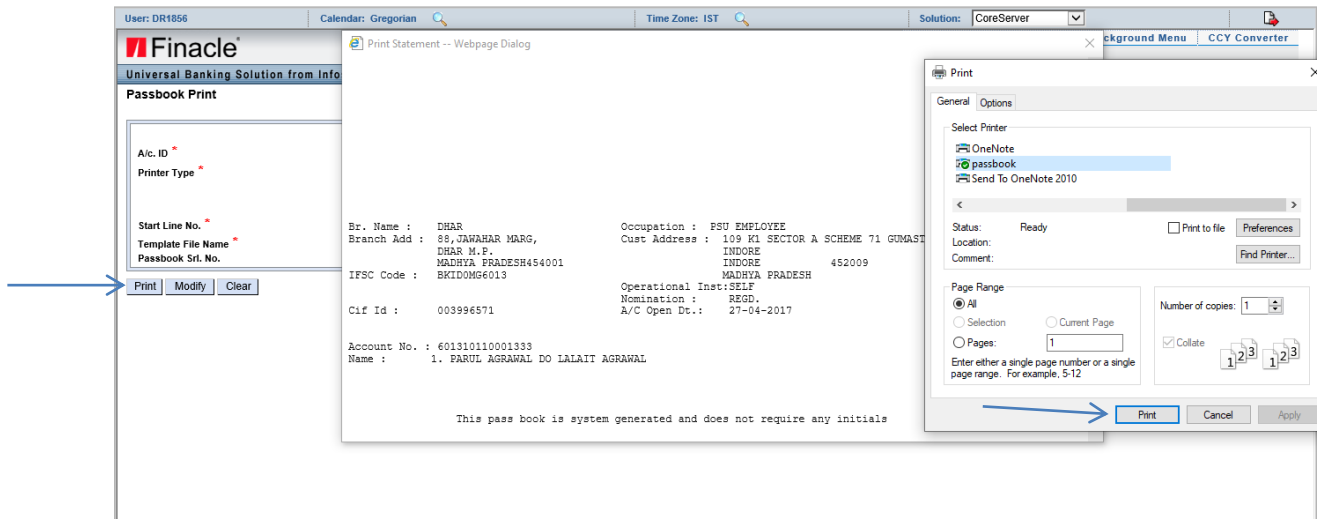 User: DR1856 Calendar: Gregorian Time Zone: IST Solution: CoreServer
Finacle
ckground Menu CCY Converter
Universal Banking Solution from Info
Passbook Print
A/c. ID *
Printer Type *
Start Line No. *
Template File Name *
Passbook Srl. No.
Print Modify Clear
Print Statement -- Webpage Dialog
Br. Name : DHAR Occupation : PSU EMPLOYEE
Branch Add : 88,JAWAHAR MARG, Cust Address : 109 K1 SECTOR A SCHEME 71 GUMAST
DHAR M.P. INDORE
MADHYA PRADESH454001 INDORE 452009
IFSC Code : BKID0MG6013 MADHYA PRADESH
Operational Inst:SELF
Nomination : REGD.
Cif Id : 003996571 A/C Open Dt.: 27-04-2017
Account No. : 601310110001333
Name : 1. PARUL AGRAWAL DO LALAIT AGRAWAL
This pass book is system generated and does not require any initials
Print
General Options
Select Printer
OneNote
passbook
Send To OneNote 2010
Status: Ready Print to file Preferences
Location:
Comment: Find Printer...
Page Range
All Number of copies: 1
Selection Current Page
Pages: 1 Collate
Enter either a single page number or a single
page range. For example, 5-12
1 2 3 1 2 3
Print Cancel Apply